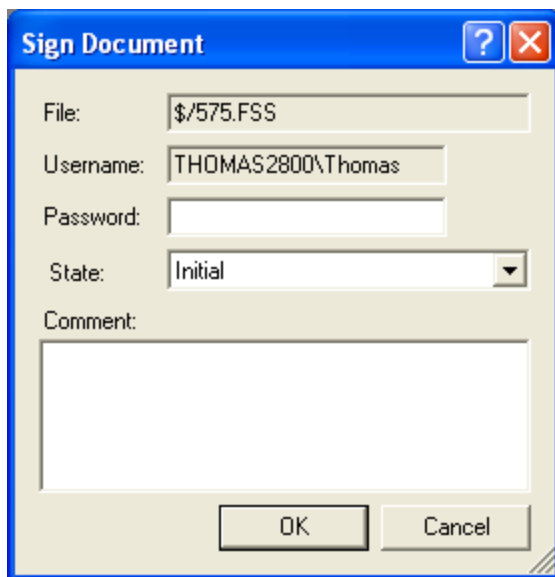 Sign Document
?
File: $/575.FSS
Username: THOMAS2800\Thomas
Password:
State: Initial
Comment:
OK Cancel